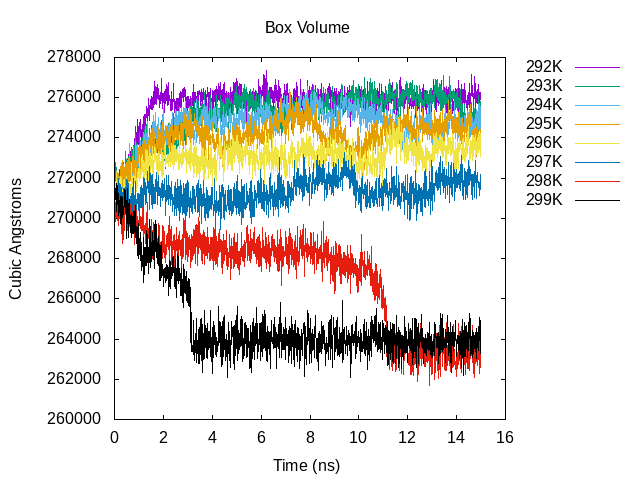 Box Volume
278000
276000
274000
272000
270000
268000
266000
264000
262000
260000
Cubic Angstroms
0 2 4 6 8 10 12 14 16
Time (ns)
292K
293K
294K
295K
296K
297K
298K
299K